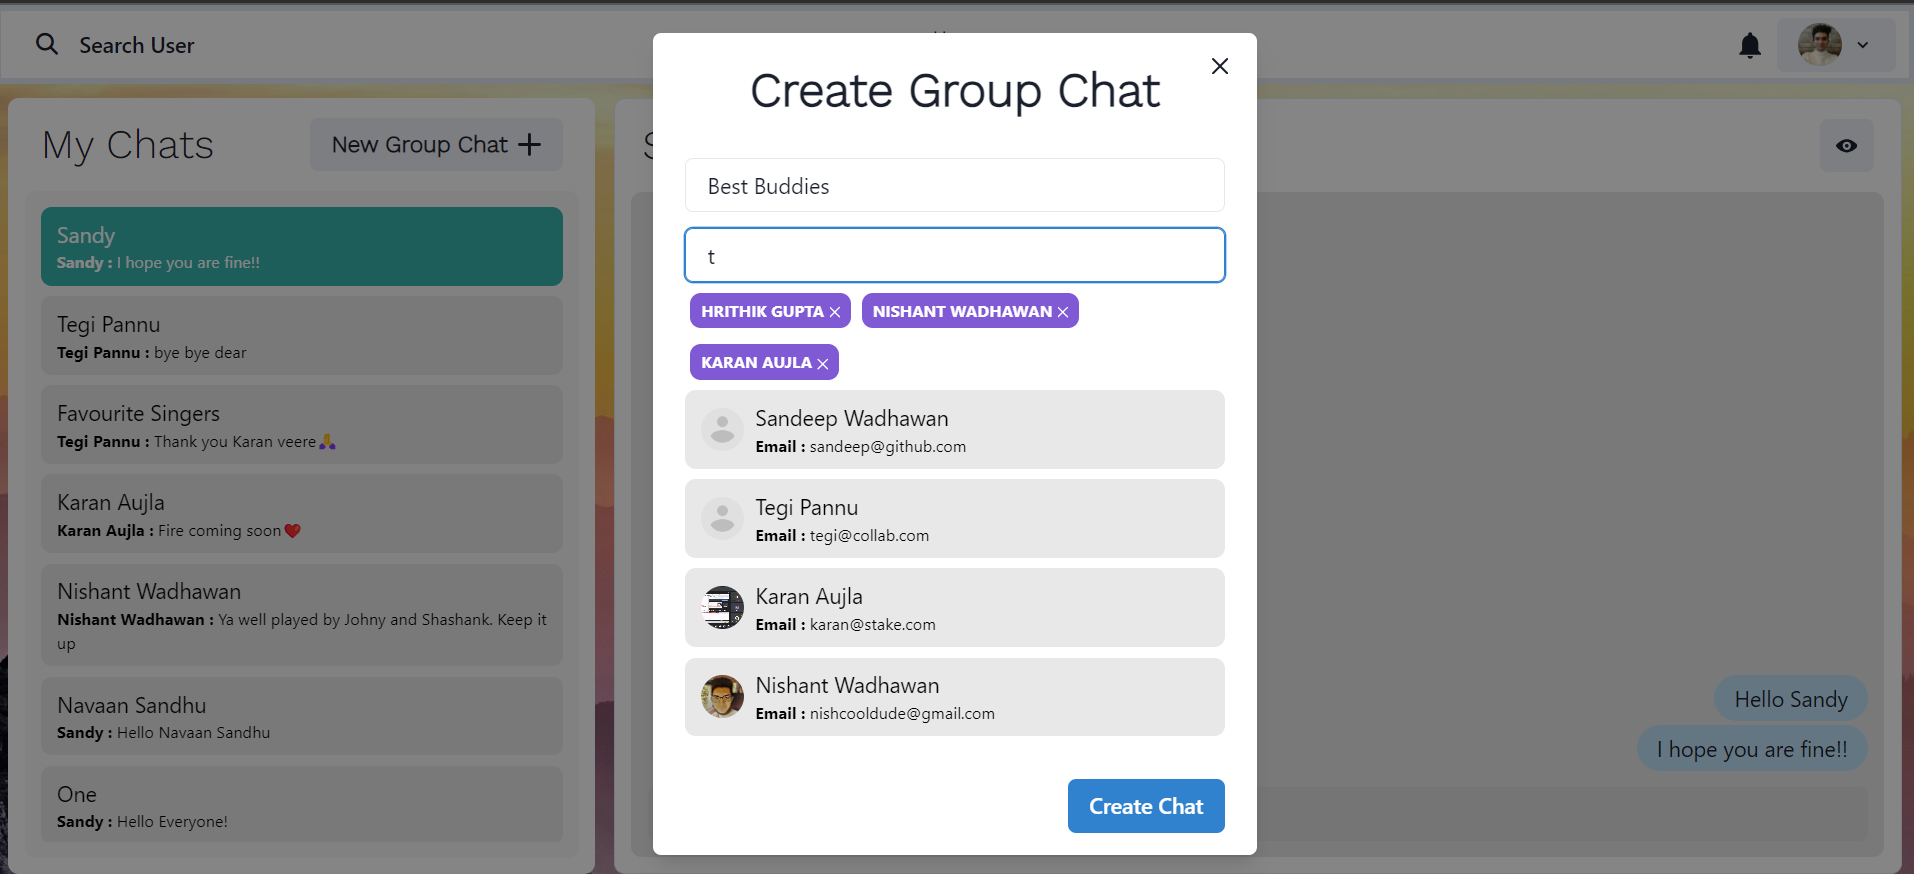 Search User
My Chats
New Group Chat
Sandy
Sandy : I hope you are fine!!
Tegi Pannu
Tegi Pannu : bye bye dear
Favourite Singers
Tegi Pannu : Thank you Karan veere🙏
Karan Aujla
Karan Aujla : Fire coming soon❤️
Nishant Wadhawan
Nishant Wadhawan : Ya well played by Johny and Shashank. Keep it
up
Navaan Sandhu
Sandy : Hello Navaan Sandhu
One
Sandy : Hello Everyone!
Create Group Chat
Best Buddies
t
HRITHIK GUPTA
NISHANT WADHAWAN
KARAN AUJLA
Sandeep Wadhawan
Email : sandeep@github.com
Tegi Pannu
Email : tegi@collab.com
Karan Aujla
Email : karan@stake.com
Nishant Wadhawan
Email : nishcooldude@gmail.com
Create Chat
Hello Sandy
I hope you are fine!!